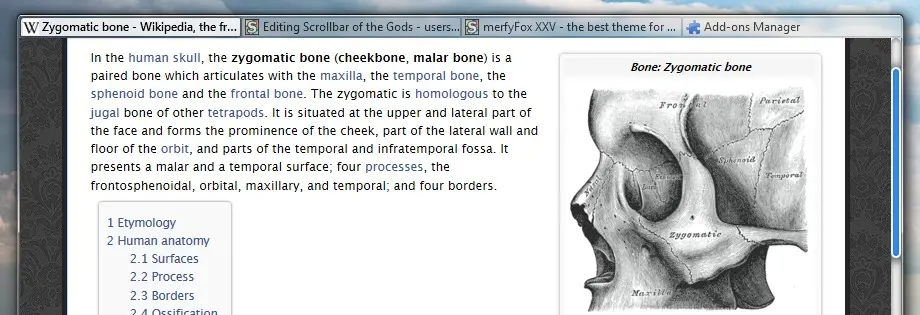 Zygomatic bone - Wikipedia, the fr...
Editing Scrollbar of the Gods - users...
merfyFox XXV - the best theme for ...
Add-ons Manager
In the human skull, the zygomatic bone (cheekbone, malar bone) is a
paired bone which articulates with the maxilla, the temporal bone, the
sphenoid bone and the frontal bone. The zygomatic is homologous to the
jugal bone of other tetrapods. It is situated at the upper and lateral part of
the face and forms the prominence of the cheek, part of the lateral wall and
floor of the orbit, and parts of the temporal and infratemporal fossa. It
presents a malar and a temporal surface; four processes, the
frontosphenoidal, orbital, maxillary, and temporal; and four borders.
1 Etymology
2 Human anatomy
2.1 Surfaces
2.2 Process
2.3 Borders
2.4 Ossification
Bone: Zygomatic bone
Frontal
Parietal
Sphenoid
Temporal
Zygomatic
Maxilla